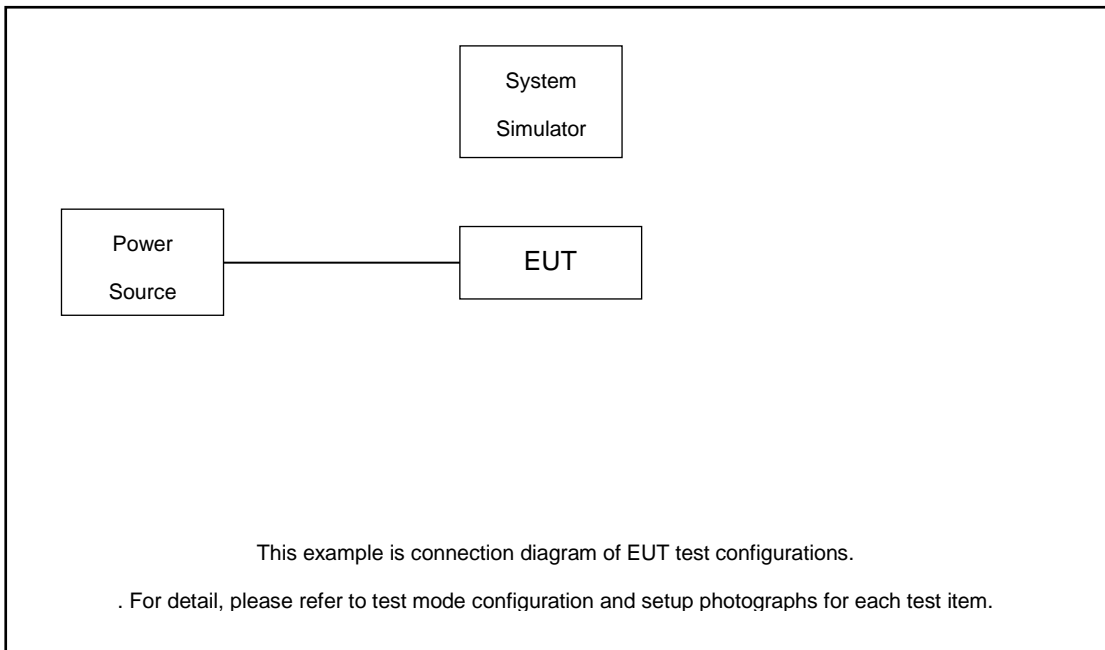 System
Simulator
Power
Source
EUT
This example is connection diagram of EUT test configurations.
. For detail, please refer to test mode configuration and setup photographs for each test item.